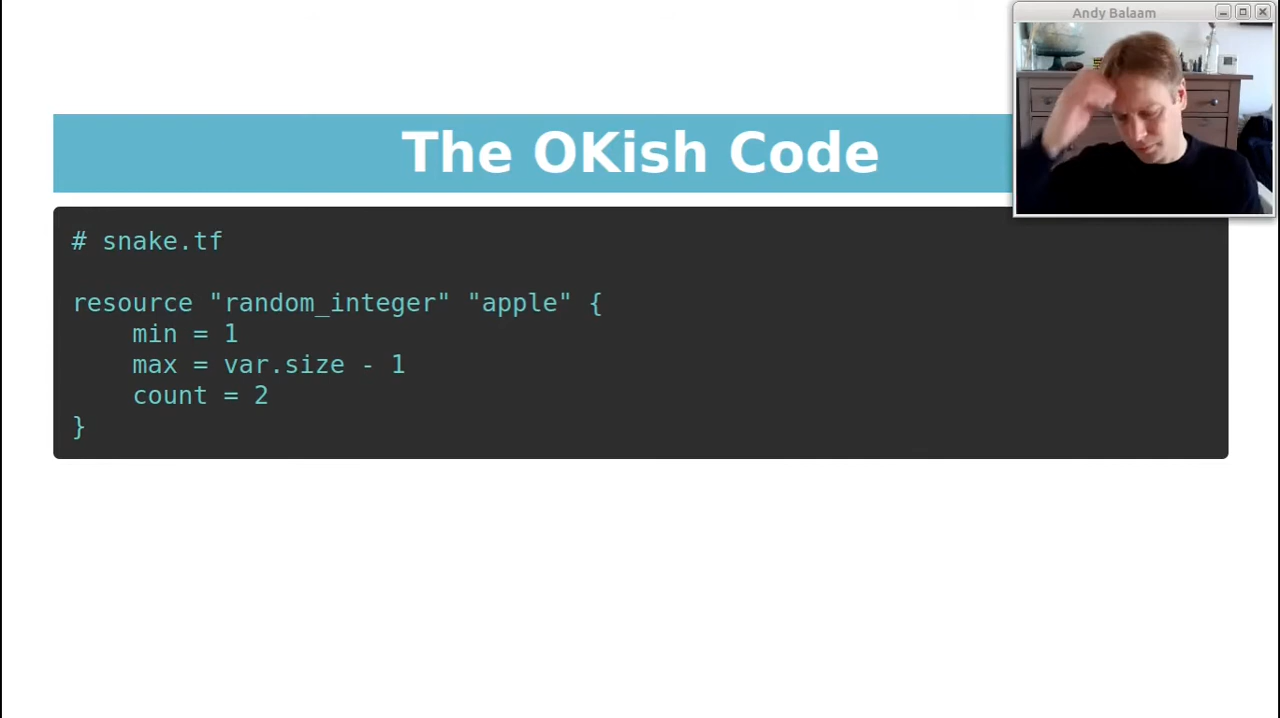 Andy Balaam
The OKish Code
# snake.tf
resource "random_integer" "apple" {
    min = 1
    max = var.size - 1
    count = 2
}